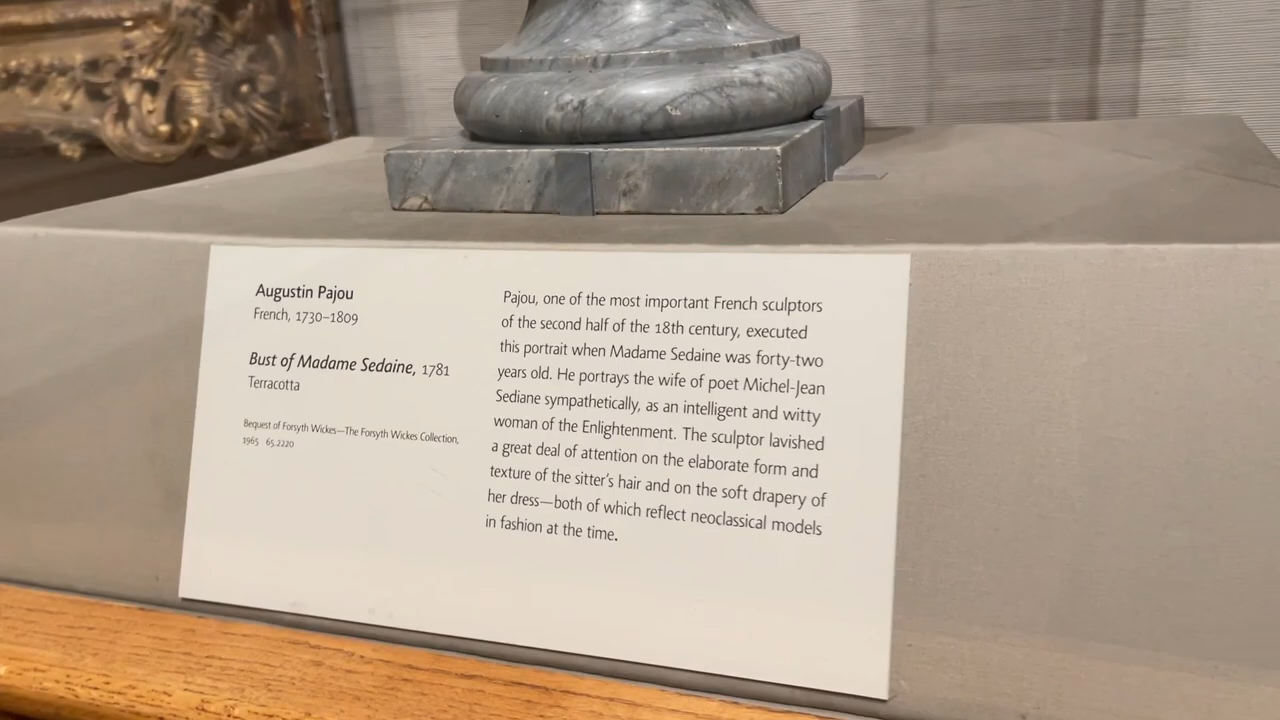 Augustin Pajou
French, 1730–1809
Bust of Madame Sedaine, 1781
Terracotta
Bequest of Forsyth Wickes—The Forsyth Wickes Collection,
1965 65.2220
Pajou, one of the most important French sculptors
of the second half of the 18th century, executed
this portrait when Madame Sedaine was forty-two
years old. He portrays the wife of poet Michel-Jean
Sediane sympathetically, as an intelligent and witty
woman of the Enlightenment. The sculptor lavished
a great deal of attention on the elaborate form and
texture of the sitter's hair and on the soft drapery of
her dress—both of which reflect neoclassical models
in fashion at the time.